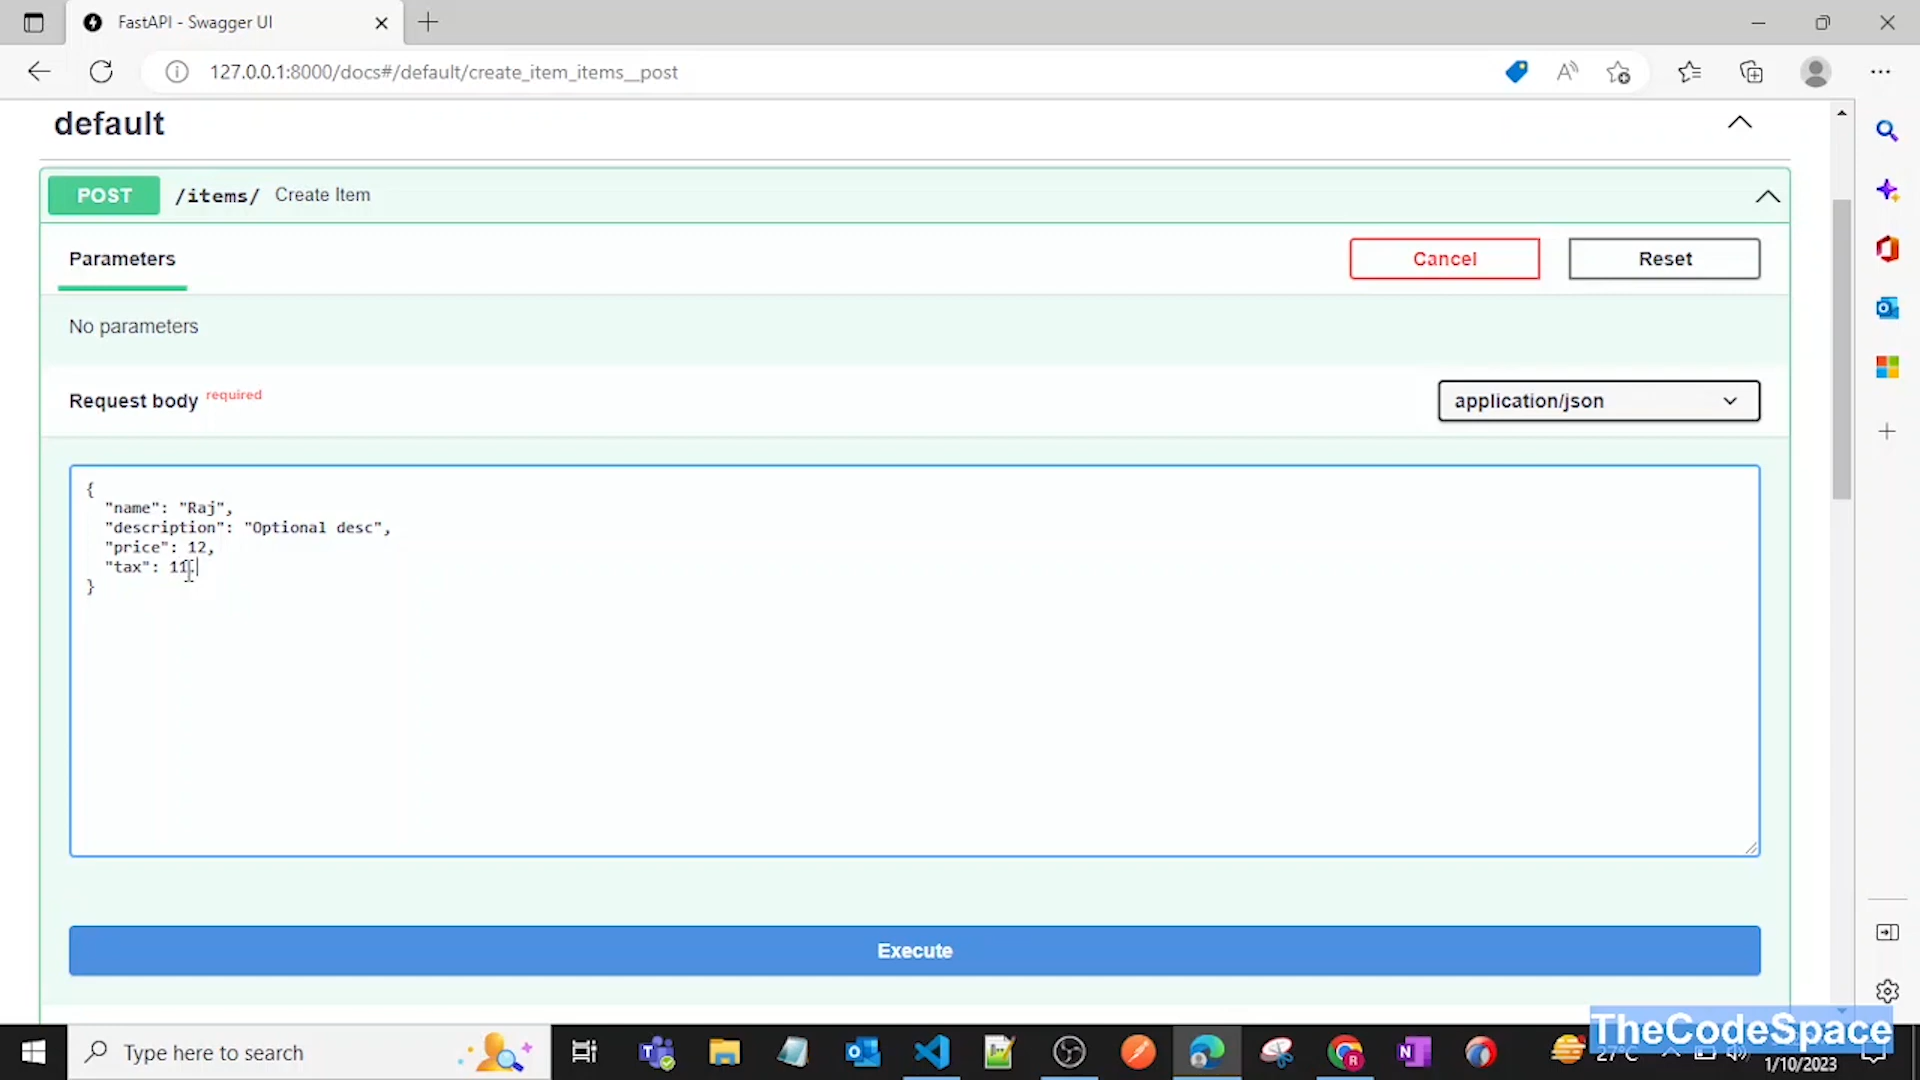 FastAPI - Swagger UI
127.0.0.1:8000/docs#/default/create_item_items__post
default
POST /items/ Create Item
Parameters
Cancel
Reset
No parameters
Request body required
application/json
{
"name": "Raj",
"description": "Optional desc",
"price": 12,
"tax": 11.
}
Execute
TheCodeSpace
Type here to search
27°C
1/10/2023